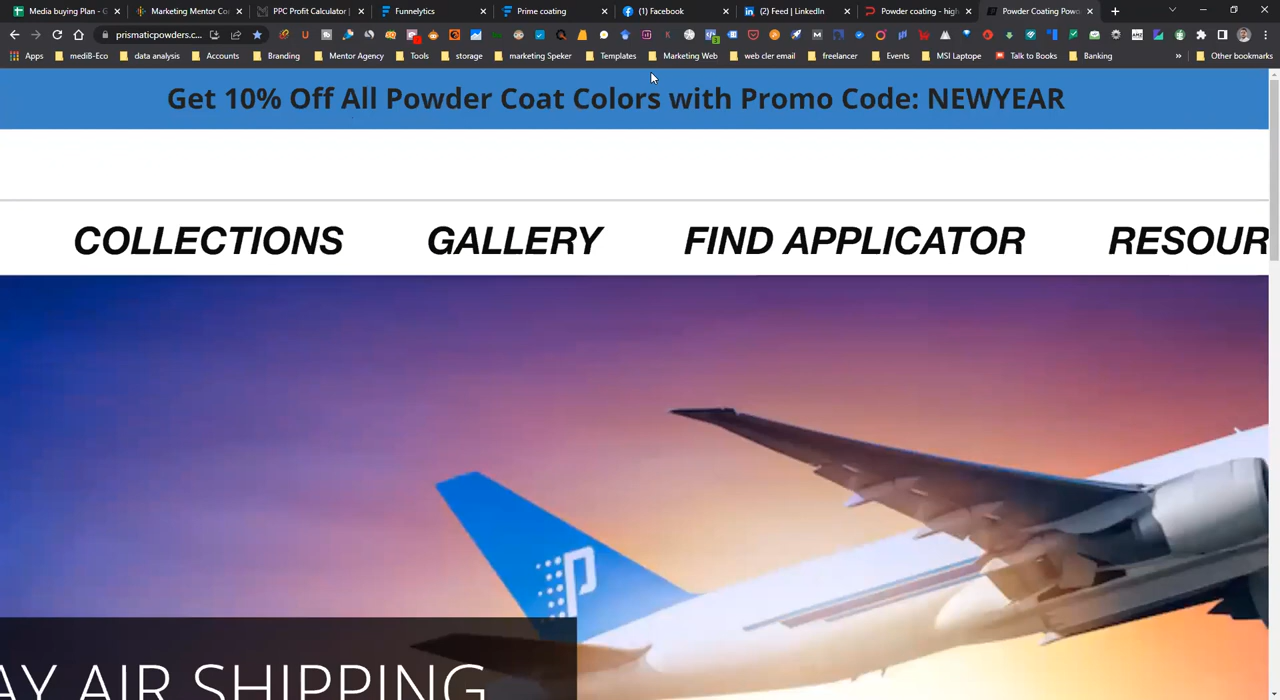 Media buying Plan - G
Marketing Mentor Co
PPC Profit Calculator |
Funnelytics
Prime coating
(1) Facebook
(2) Feed | LinkedIn
Powder coating - high
Powder Coating Powd
prismaticpowders.c...
Apps
mediB-Eco
data analysis
Accounts
Branding
Mentor Agency
Tools
storage
marketing Speker
Templates
Marketing Web
web cler email
freelancer
Events
MSI Laptope
Talk to Books
Banking
»
Other bookmarks
Get 10% Off All Powder Coat Colors with Promo Code: NEWYEAR
COLLECTIONS
GALLERY
FIND APPLICATOR
RESOUR
P
AY AIR SHIPPING